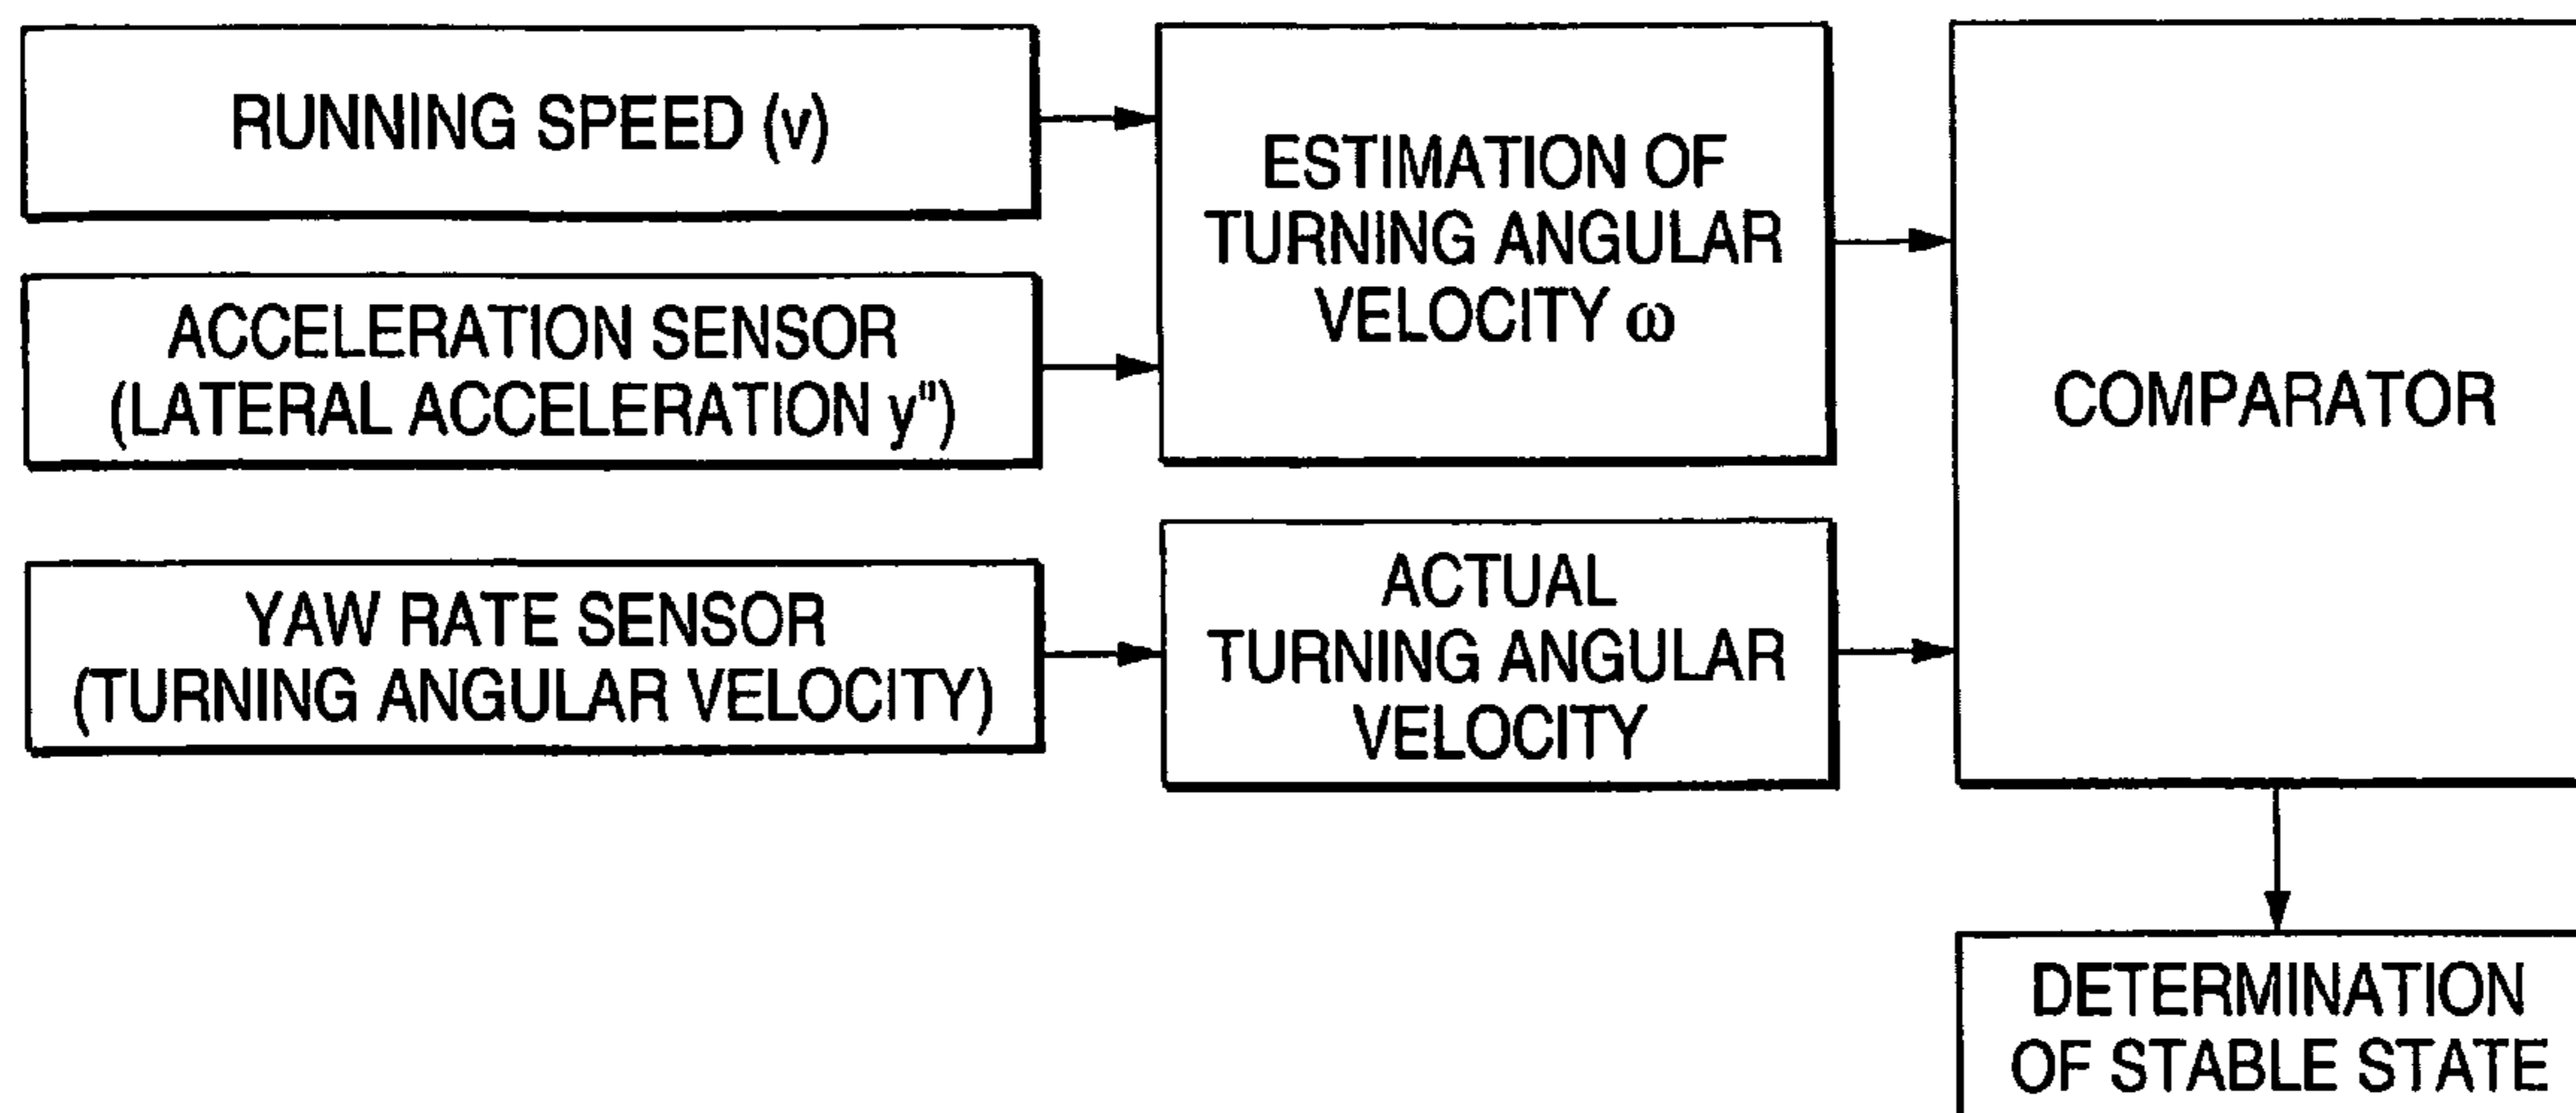 RUNNING SPEED (v)
ACCELERATION SENSOR
(LATERAL ACCELERATION y")
YAW RATE SENSOR
(TURNING ANGULAR VELOCITY)
ESTIMATION OF
TURNING ANGULAR
VELOCITY ω
ACTUAL
TURNING ANGULAR
VELOCITY
COMPARATOR
DETERMINATION
OF STABLE STATE